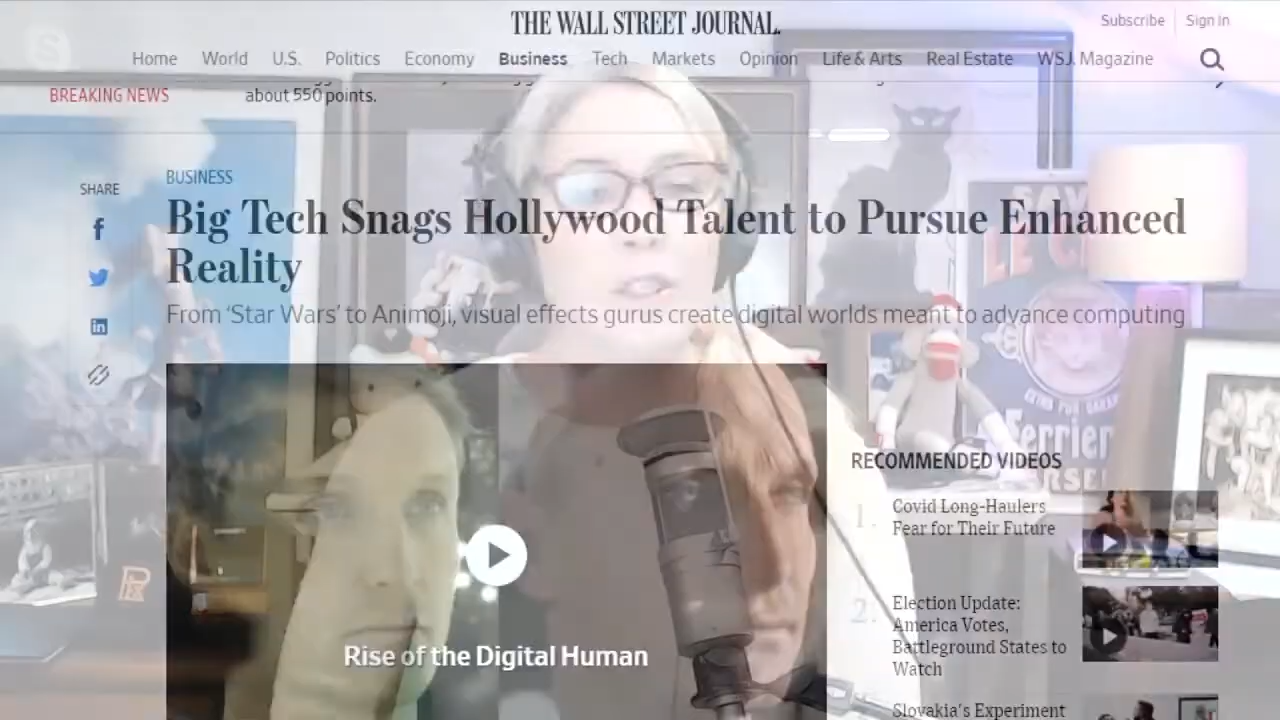 THE WALL STREET JOURNAL.
Subscribe
Sign In
Home World U.S. Politics Economy Business Tech Markets Opinion Life & Arts Real Estate WSJ. Magazine
BREAKING NEWS
about 550 points.
SHARE
BUSINESS
Big Tech Snags Hollywood Talent to Pursue Enhanced
Reality
From ‘Star Wars’ to Animoji, visual effects gurus create digital worlds meant to advance computing
Rise of the Digital Human
RECOMMENDED VIDEOS
1.
Covid Long-Haulers
Fear for Their Future
2.
Election Update:
America Votes,
Battleground States to
Watch
Slovakia’s Experiment